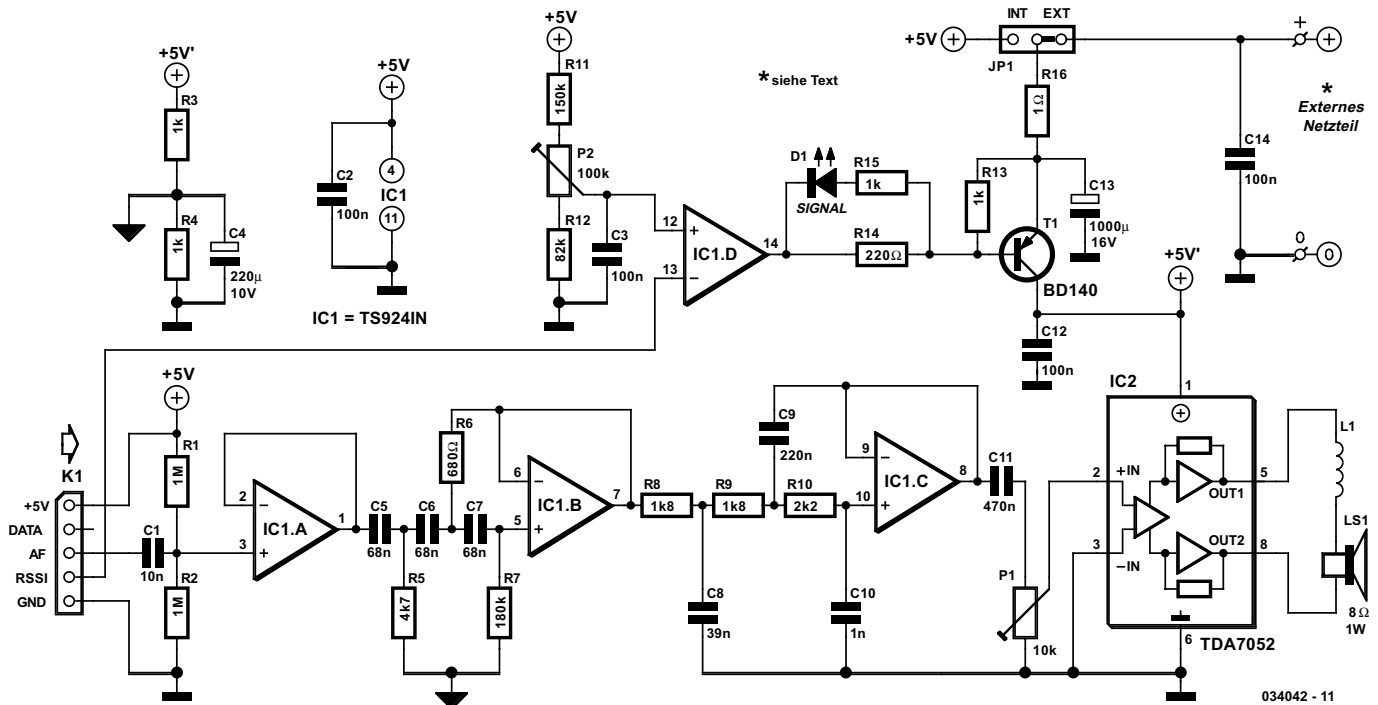 +5V'
R3
1k
R4
1k
C4
220µ
10V
+5V
C2
100n
4
IC1
11
IC1 = TS924IN
+5V
R11
150k
P2
100k
R12
82k
C3
100n
12
13
14
IC1.D
*siehe Text
D1
SIGNAL
R15
1k
R14
220Ω
R13
1k
+5V
INT EXT
JP1
R16
1Ω
C13
1000µ
16V
T1
BD140
C12
100n
+5V'
C14
100n
+
0
0
*
Externes
Netzteil
K1
+5V
DATA
AF
RSSI
GND
+5V
R1
1M
C1
10n
R2
1M
2
3
1
IC1.A
C5
68n
C6
68n
C7
68n
R5
4k7
R6
680Ω
R7
180k
6
5
7
IC1.B
R8
1k8
R9
1k8
R10
2k2
C8
39n
C9
220n
C10
1n
9
10
8
IC1.C
C11
470n
P1
10k
IC2
1
2
+IN
3
–IN
OUT1
5
OUT2
8
6
TDA7052
L1
LS1
8Ω
1W
034042 - 11